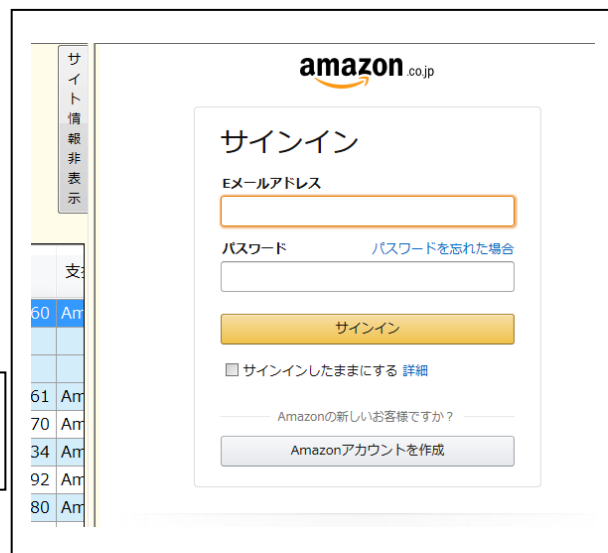 サイト情報非表示
amazon.co.jp
サインイン
Eメールアドレス
パスワード パスワードを忘れた場合
サインイン
サインインしたままにする 詳細
Amazonの新しいお客様ですか？
Amazonアカウントを作成
支
60 Am
61 Am
70 Am
34 Am
92 Am
80 Am